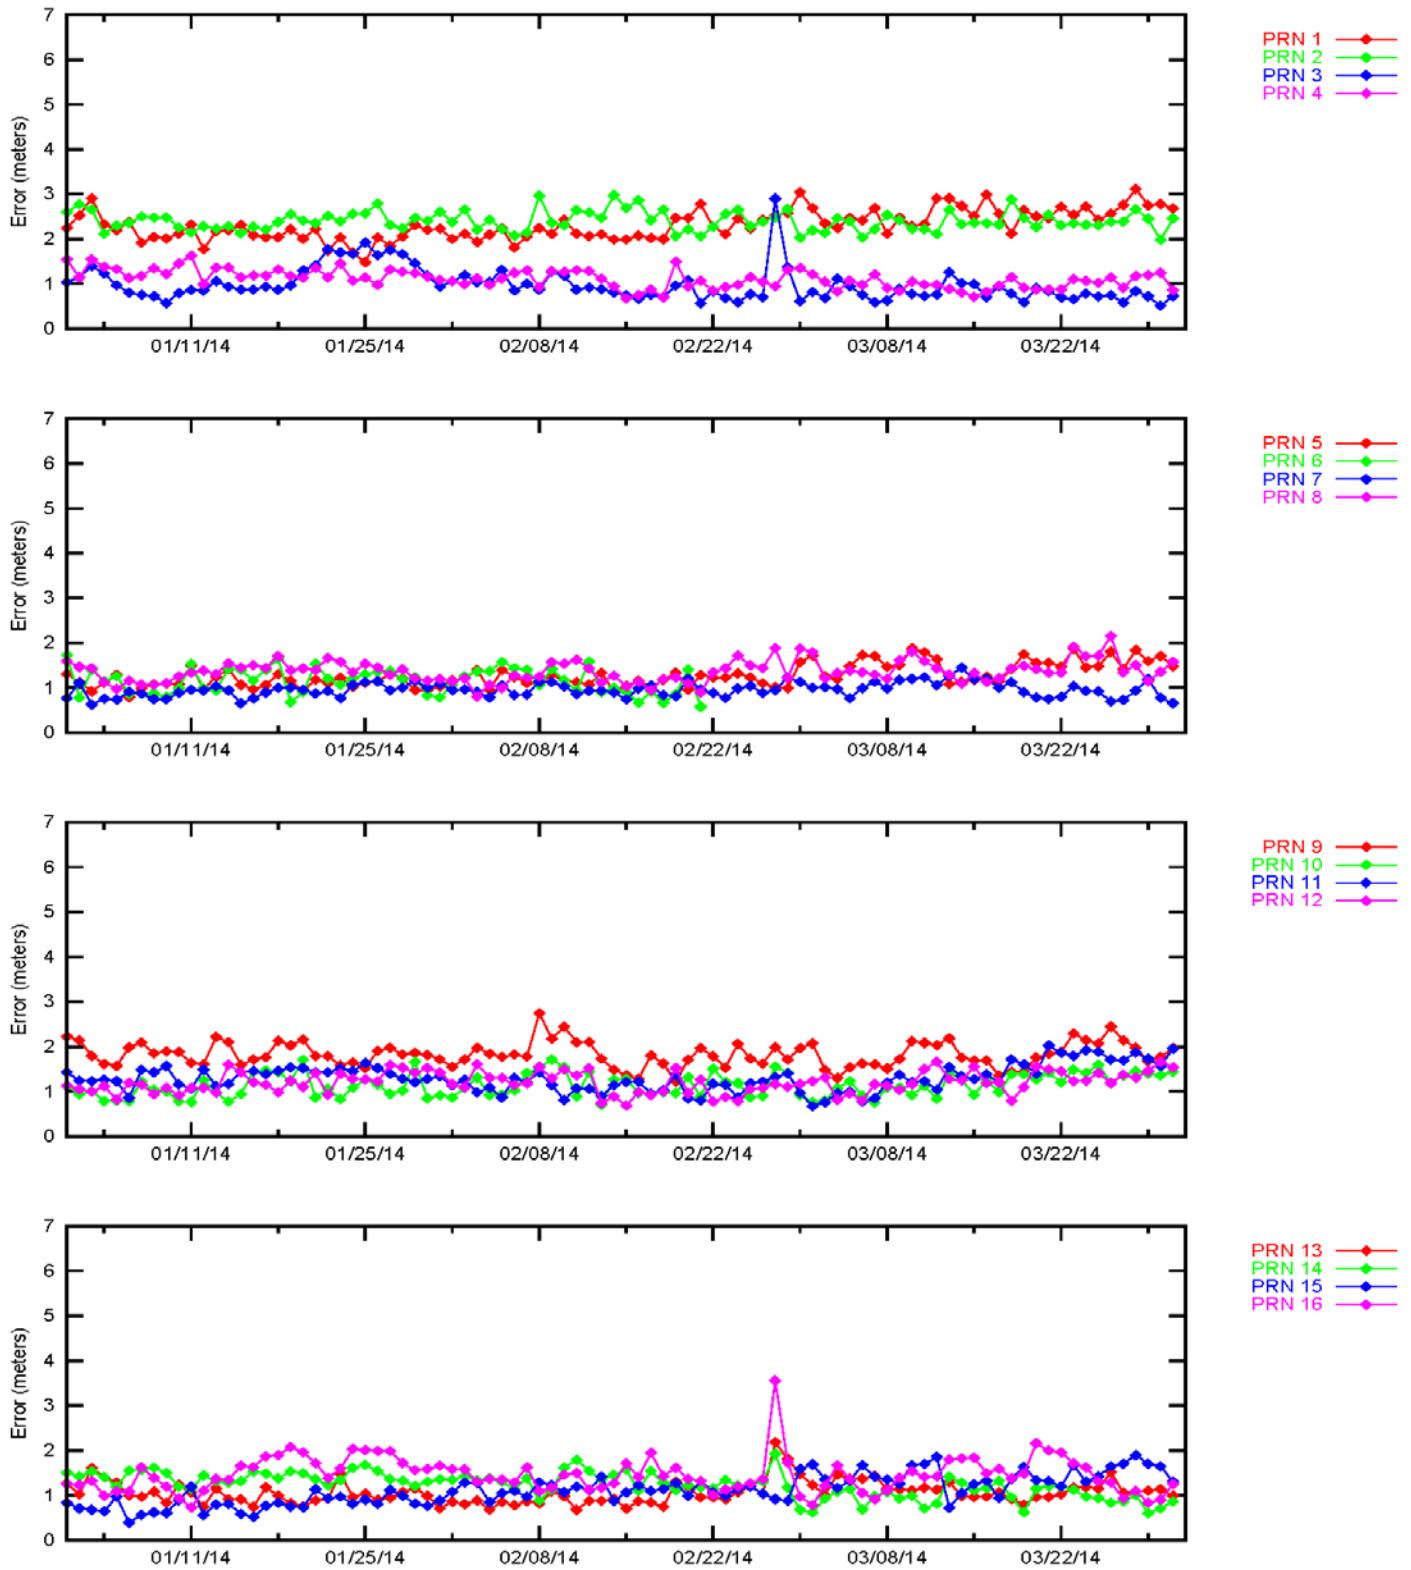 7
6
5
4
3
2
1
0
Error (meters)
01/11/14 01/25/14 02/08/14 02/22/14 03/08/14 03/22/14
PRN 1
PRN 2
PRN 3
PRN 4
7
6
5
4
3
2
1
0
Error (meters)
01/11/14 01/25/14 02/08/14 02/22/14 03/08/14 03/22/14
PRN 5
PRN 6
PRN 7
PRN 8
7
6
5
4
3
2
1
0
Error (meters)
01/11/14 01/25/14 02/08/14 02/22/14 03/08/14 03/22/14
PRN 9
PRN 10
PRN 11
PRN 12
7
6
5
4
3
2
1
0
Error (meters)
01/11/14 01/25/14 02/08/14 02/22/14 03/08/14 03/22/14
PRN 13
PRN 14
PRN 15
PRN 16